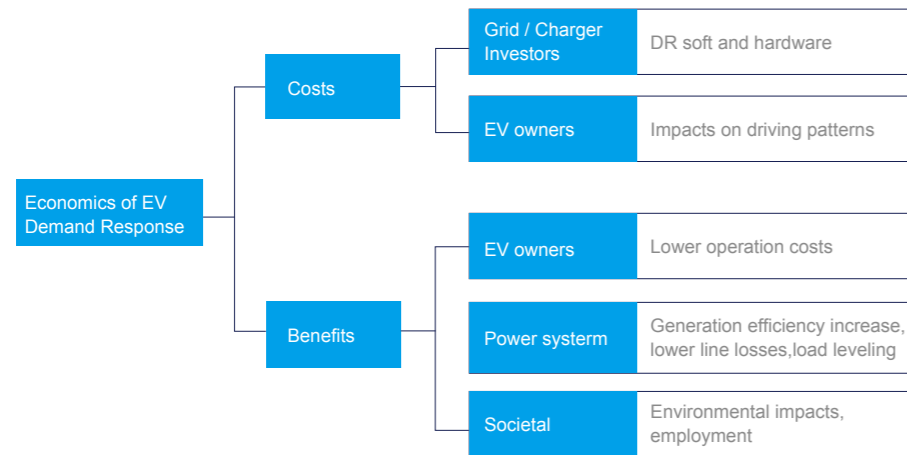 Economics of EV
Demand Response
Costs
Grid / Charger
Investors
DR soft and hardware
EV owners
Impacts on driving patterns
Benefits
EV owners
Lower operation costs
Power systerm
Generation efficiency increase,
lower line losses,load leveling
Societal
Environmental impacts,
employment